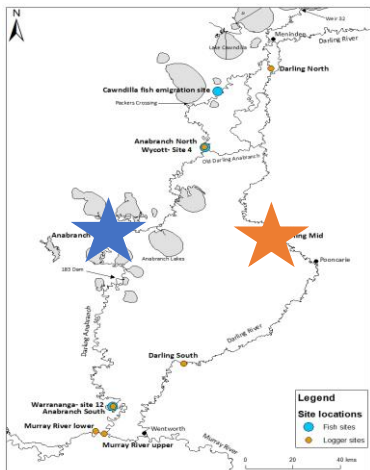 N
Weir 32
Lake Cawndilla
Menindee
Darling River
Darling North
Cawndilla fish emigration site
Packers Crossing
Anabranch North
Wycott- Site 4
Old Darling Anabranch
Anabranch
Mid
Anabranch Lakes
Pooncarie
183 Dam
Darling Anabranch
Darling River
Darling South
Warrananga- site 12
Anabranch South
Murray River lower
Wentworth
Murray River upper
Murray River
Legend
Site locations
Fish sites
Logger sites
0 20 40 kms